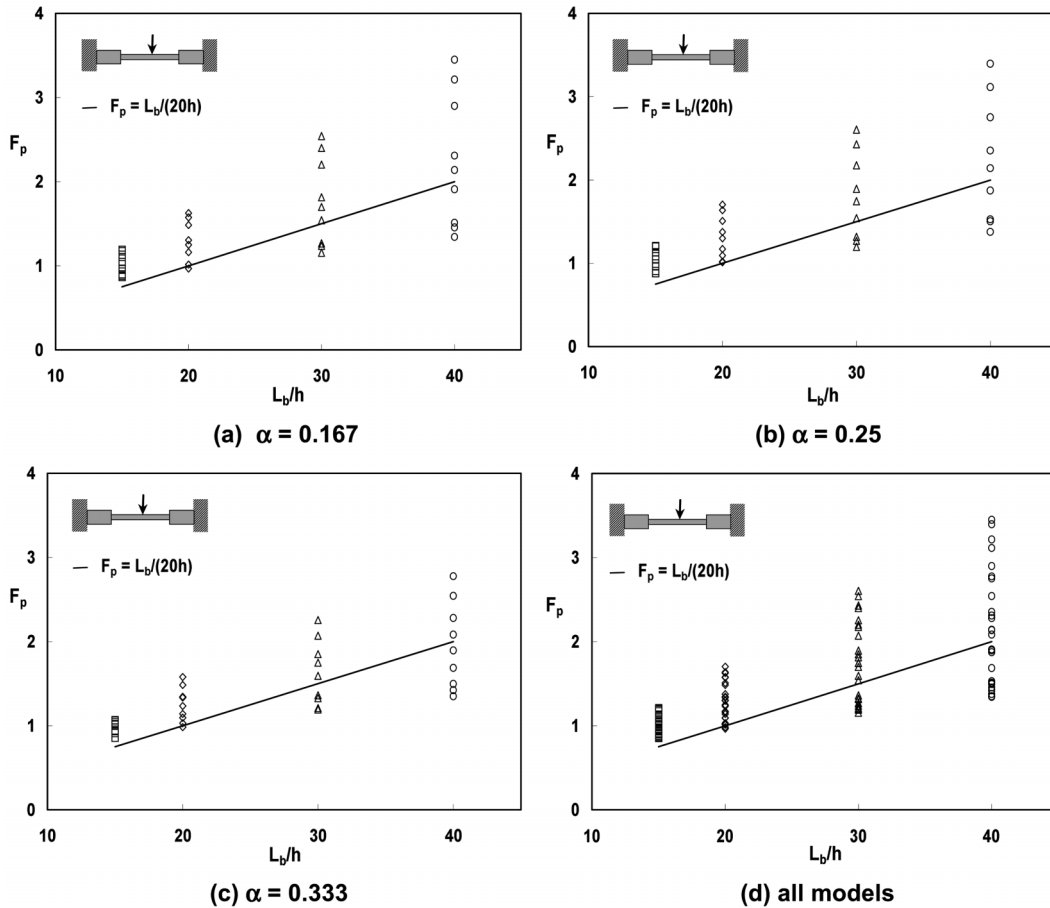 4
3
F_p
2
1
0
F_p = L_b/(20h)
10 20 30 40
L_b/h
(a) α = 0.167
4
3
F_p
2
1
0
F_p = L_b/(20h)
10 20 30 40
L_b/h
(b) α = 0.25
4
3
F_p
2
1
0
F_p = L_b/(20h)
10 20 30 40
L_b/h
(c) α = 0.333
4
3
F_p
2
1
0
F_p = L_b/(20h)
10 20 30 40
L_b/h
(d) all models